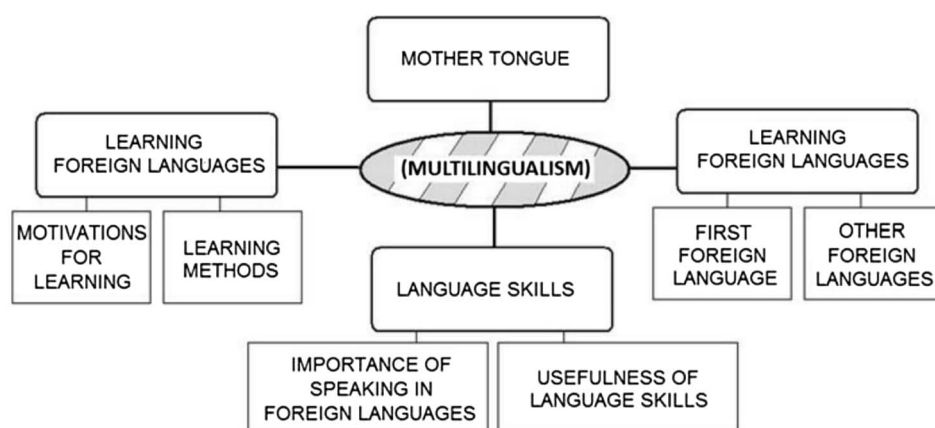 MOTHER TONGUE
LEARNING
FOREIGN LANGUAGES
(MULTILINGUALISM)
LEARNING
FOREIGN LANGUAGES
MOTIVATIONS
FOR
LEARNING
LEARNING
METHODS
FIRST
FOREIGN
LANGUAGE
OTHER
FOREIGN
LANGUAGES
LANGUAGE SKILLS
IMPORTANCE OF
SPEAKING IN
FOREIGN LANGUAGES
USEFULNESS OF
LANGUAGE SKILLS